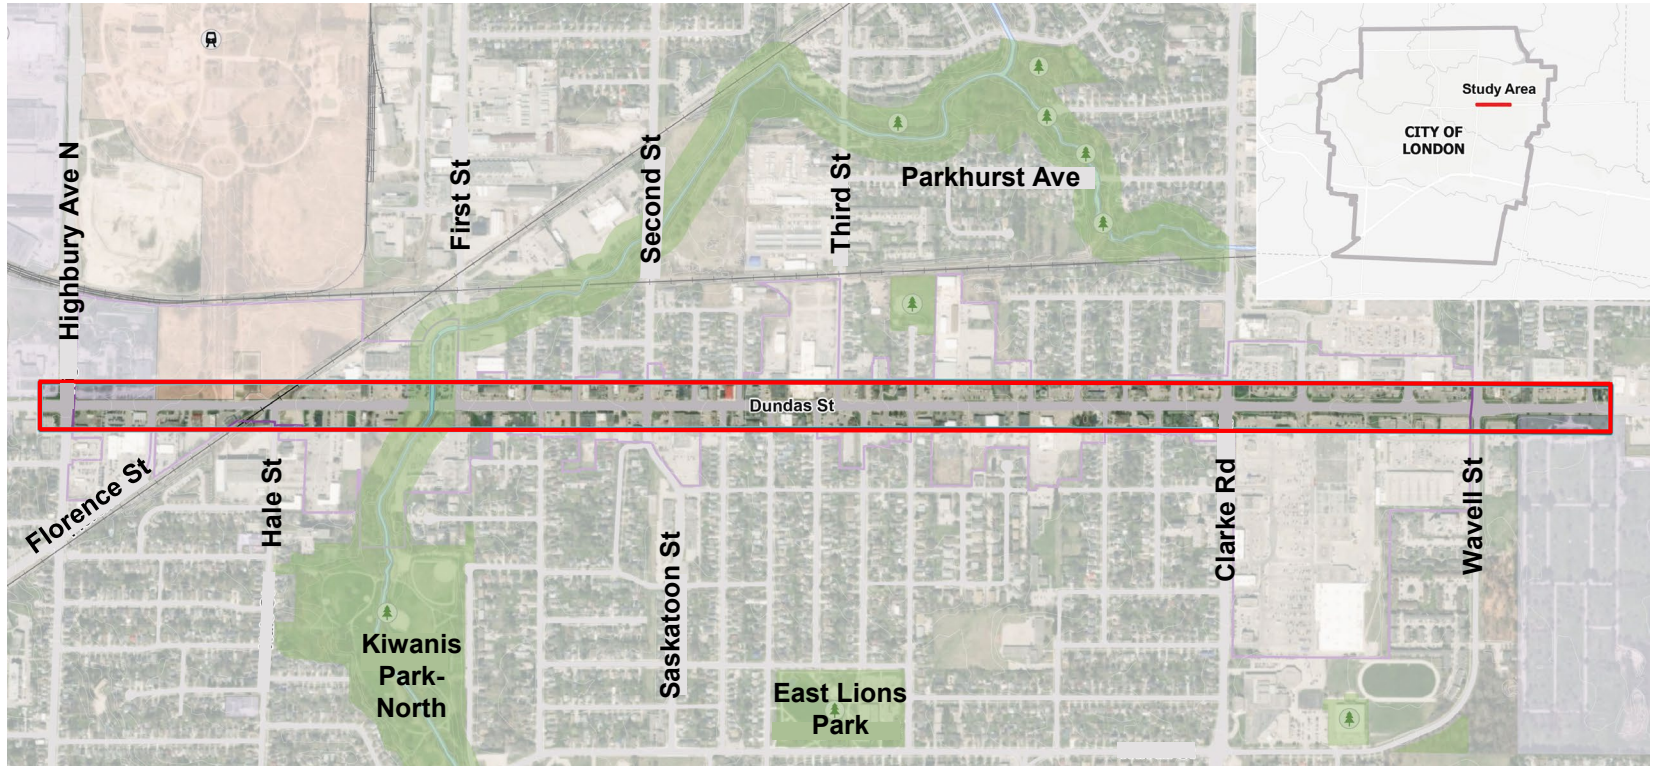 Study Area
CITY OF
LONDON
Highbury Ave N
First St
Second St
Third St
Parkhurst Ave
Dundas St
Florence St
Hale St
Saskatoon St
Clarke Rd
Wavell St
Kiwanis
Park-
North
East Lions
Park